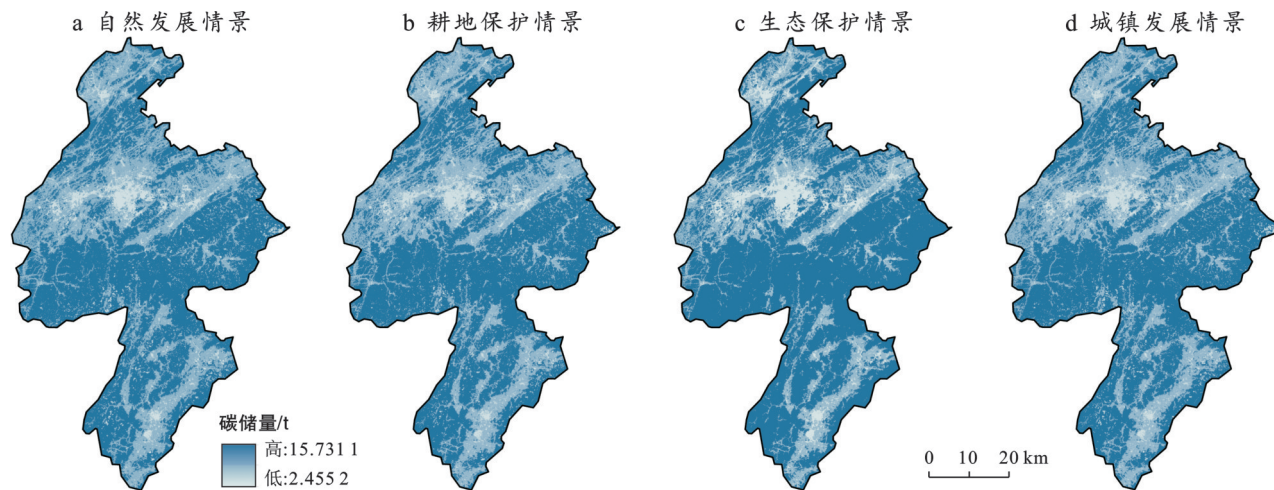 a 自然发展情景
b 耕地保护情景
c 生态保护情景
d 城镇发展情景
碳储量/t
高:15.731 1
低:2.455 2
0 10 20 km